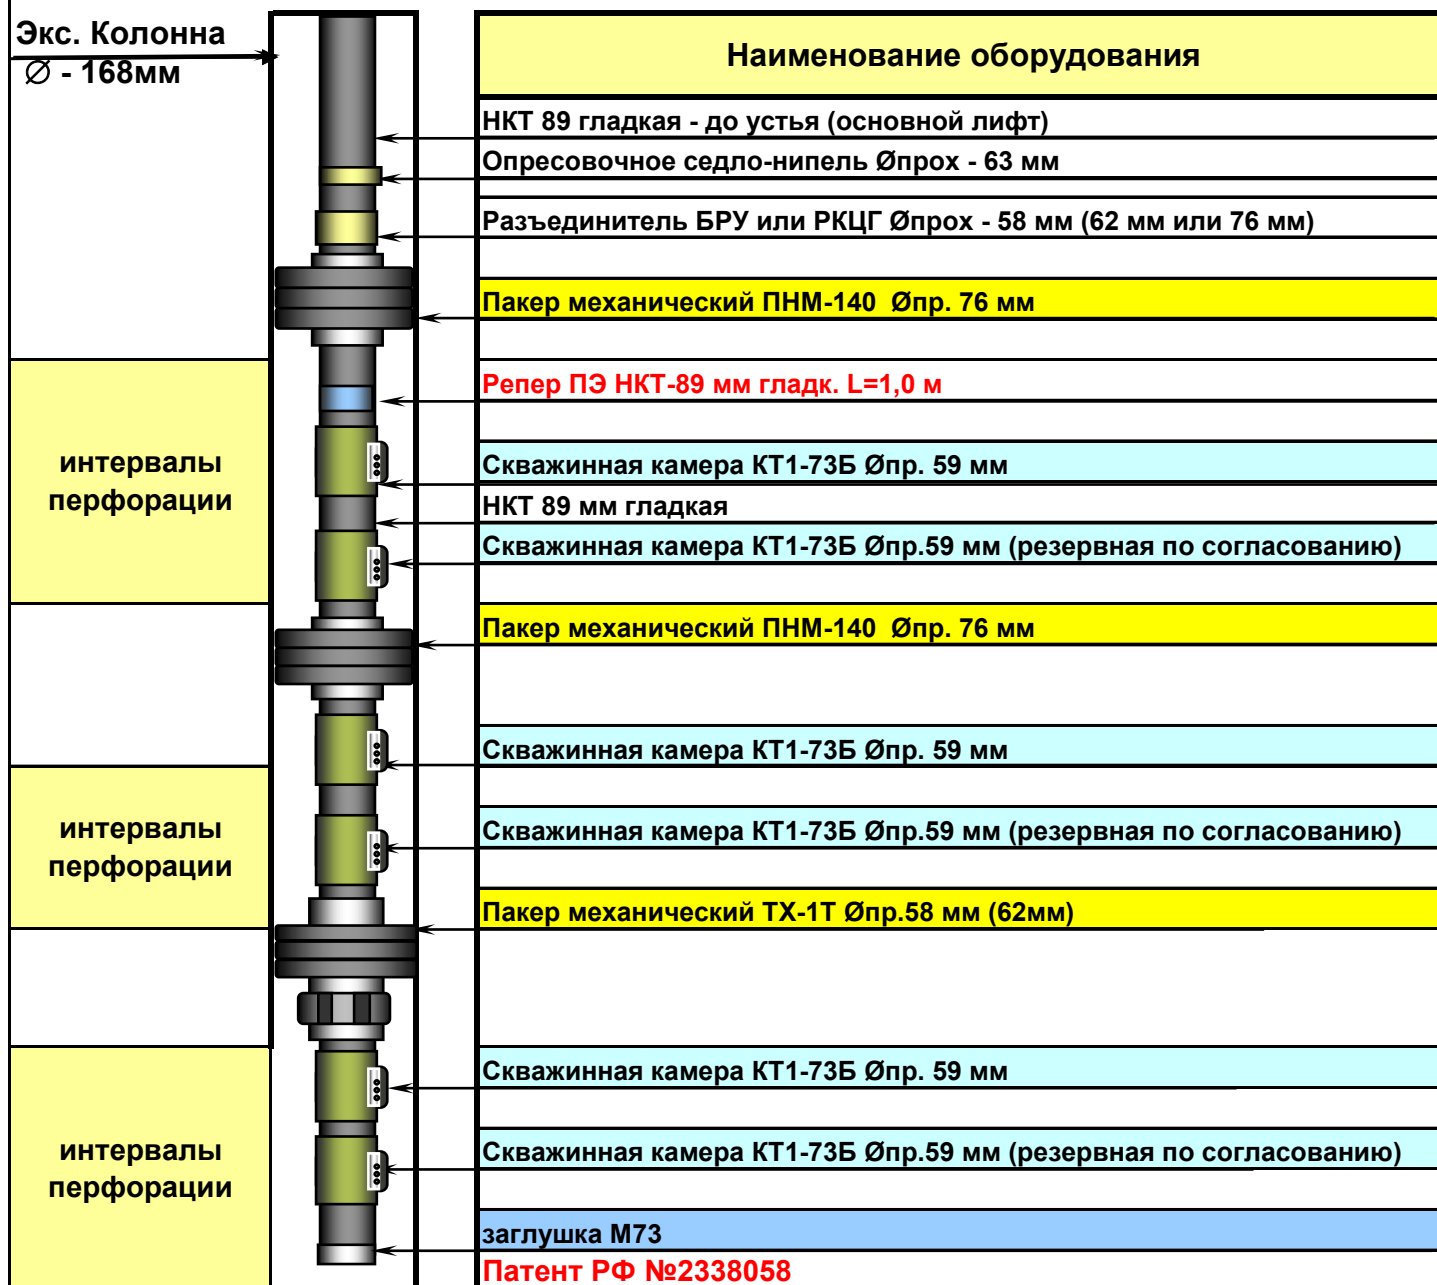 Экс. Колонна
∅ - 168мм
Наименование оборудования
НКТ 89 гладкая - до устья (основной лифт)
Опресовочное седло-нипель Øпрох - 63 мм
Разъединитель БРУ или РКЦГ Øпрох - 58 мм (62 мм или 76 мм)
Пакер механический ПНМ-140 Øпр. 76 мм
Репер ПЭ НКТ-89 мм гладк. L=1,0 м
интервалы
перфорации
Скважинная камера КТ1-73Б Øпр. 59 мм
НКТ 89 мм гладкая
Скважинная камера КТ1-73Б Øпр.59 мм (резервная по согласованию)
Пакер механический ПНМ-140 Øпр. 76 мм
Скважинная камера КТ1-73Б Øпр. 59 мм
интервалы
перфорации
Скважинная камера КТ1-73Б Øпр.59 мм (резервная по согласованию)
Пакер механический ТХ-1Т Øпр.58 мм (62мм)
Скважинная камера КТ1-73Б Øпр. 59 мм
интервалы
перфорации
Скважинная камера КТ1-73Б Øпр.59 мм (резервная по согласованию)
заглушка М73
Патент РФ №2338058